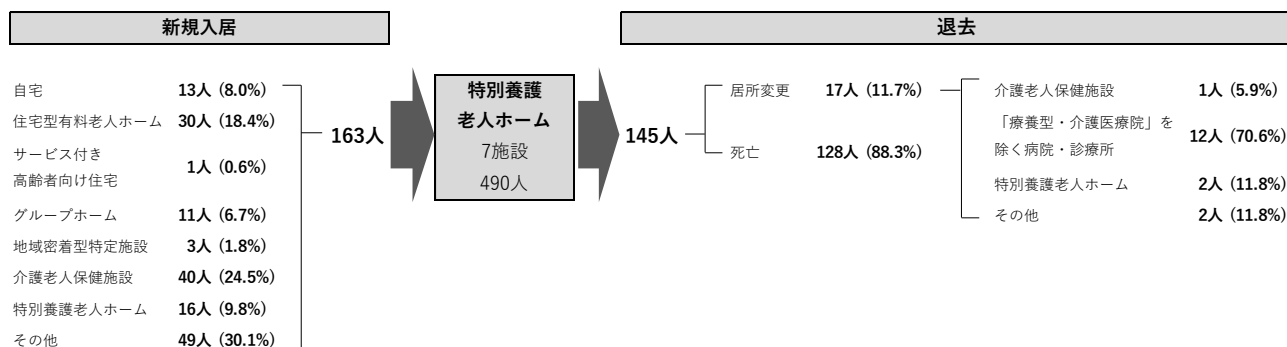 新規入居
退去
自宅 13人 (8.0%)
住宅型有料老人ホーム 30人 (18.4%)
サービス付き
高齢者向け住宅 1人 (0.6%)
グループホーム 11人 (6.7%)
地域密着型特定施設 3人 (1.8%)
介護老人保健施設 40人 (24.5%)
特別養護老人ホーム 16人 (9.8%)
その他 49人 (30.1%)
163人
特別養護
老人ホーム
7施設
490人
145人
居所変更 17人 (11.7%)
死亡 128人 (88.3%)
介護老人保健施設 1人 (5.9%)
「療養型・介護医療院」を
除く病院・診療所 12人 (70.6%)
特別養護老人ホーム 2人 (11.8%)
その他 2人 (11.8%)